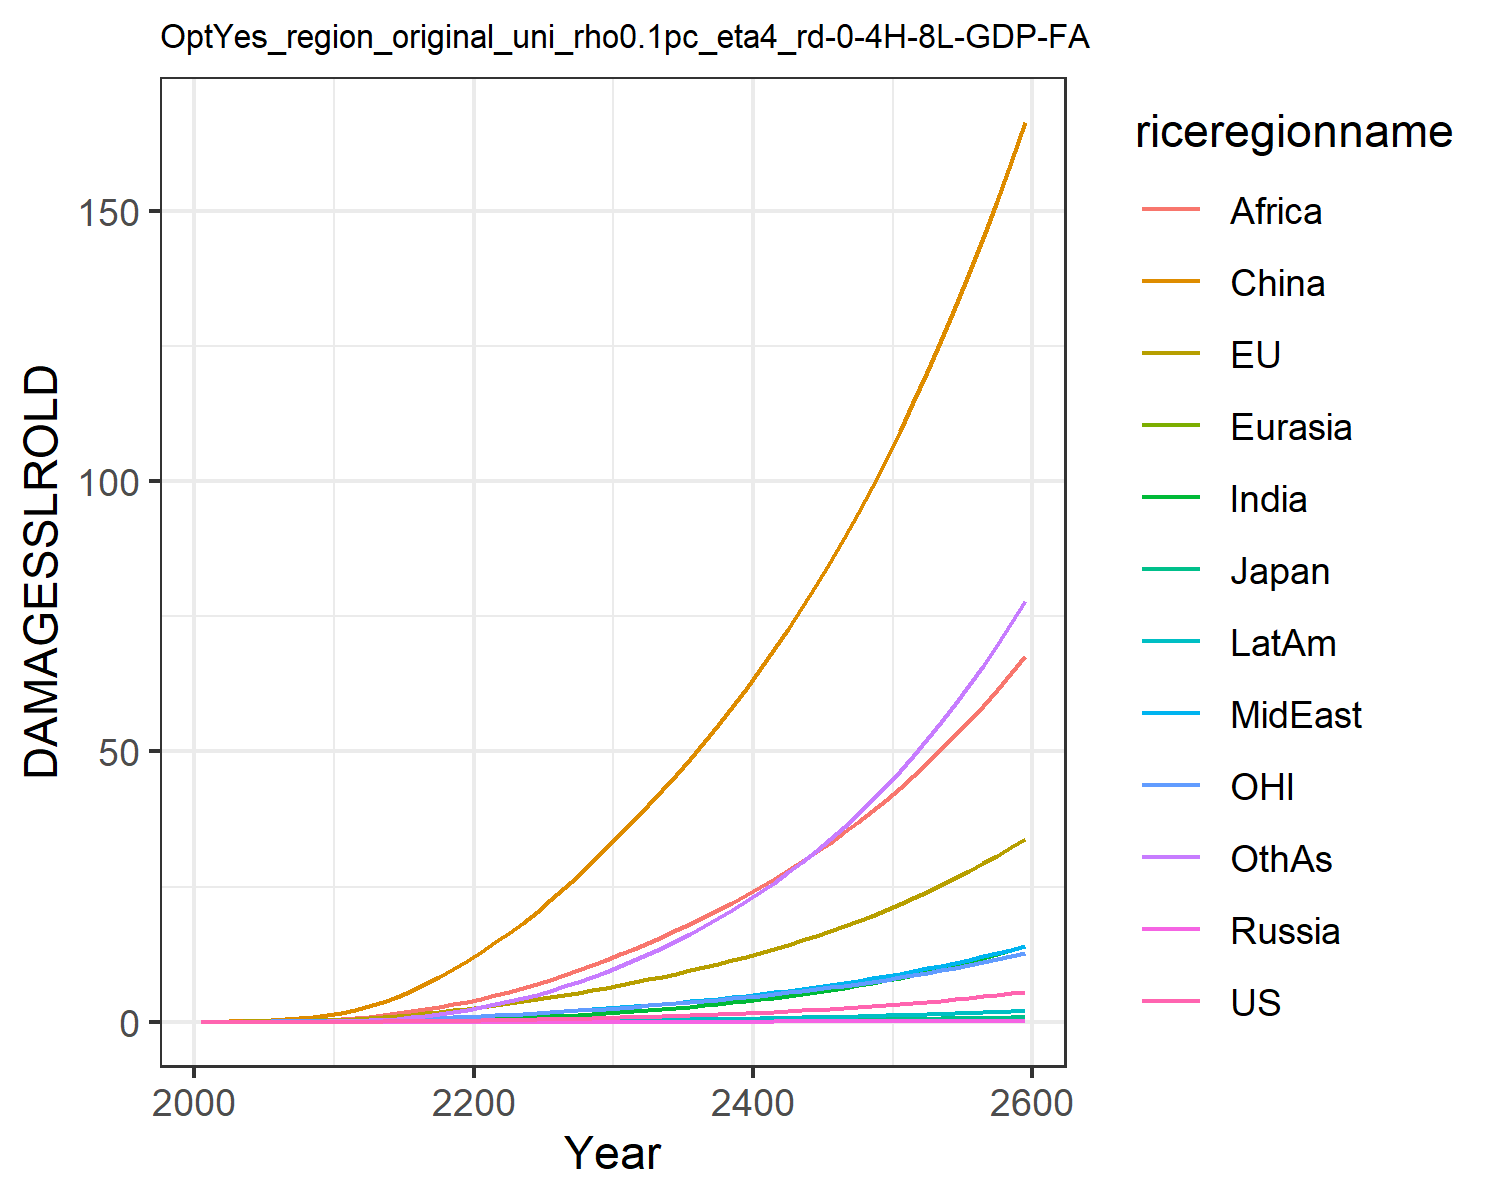 OptYes_region_original_uni_rho0.1pc_eta4_rd-0-4H-8L-GDP-FA
DAMAGESSLROLD
150
100
50
0
2000
2200
2400
2600
Year
riceregionname
Africa
China
EU
Eurasia
India
Japan
LatAm
MidEast
OHI
OthAs
Russia
US